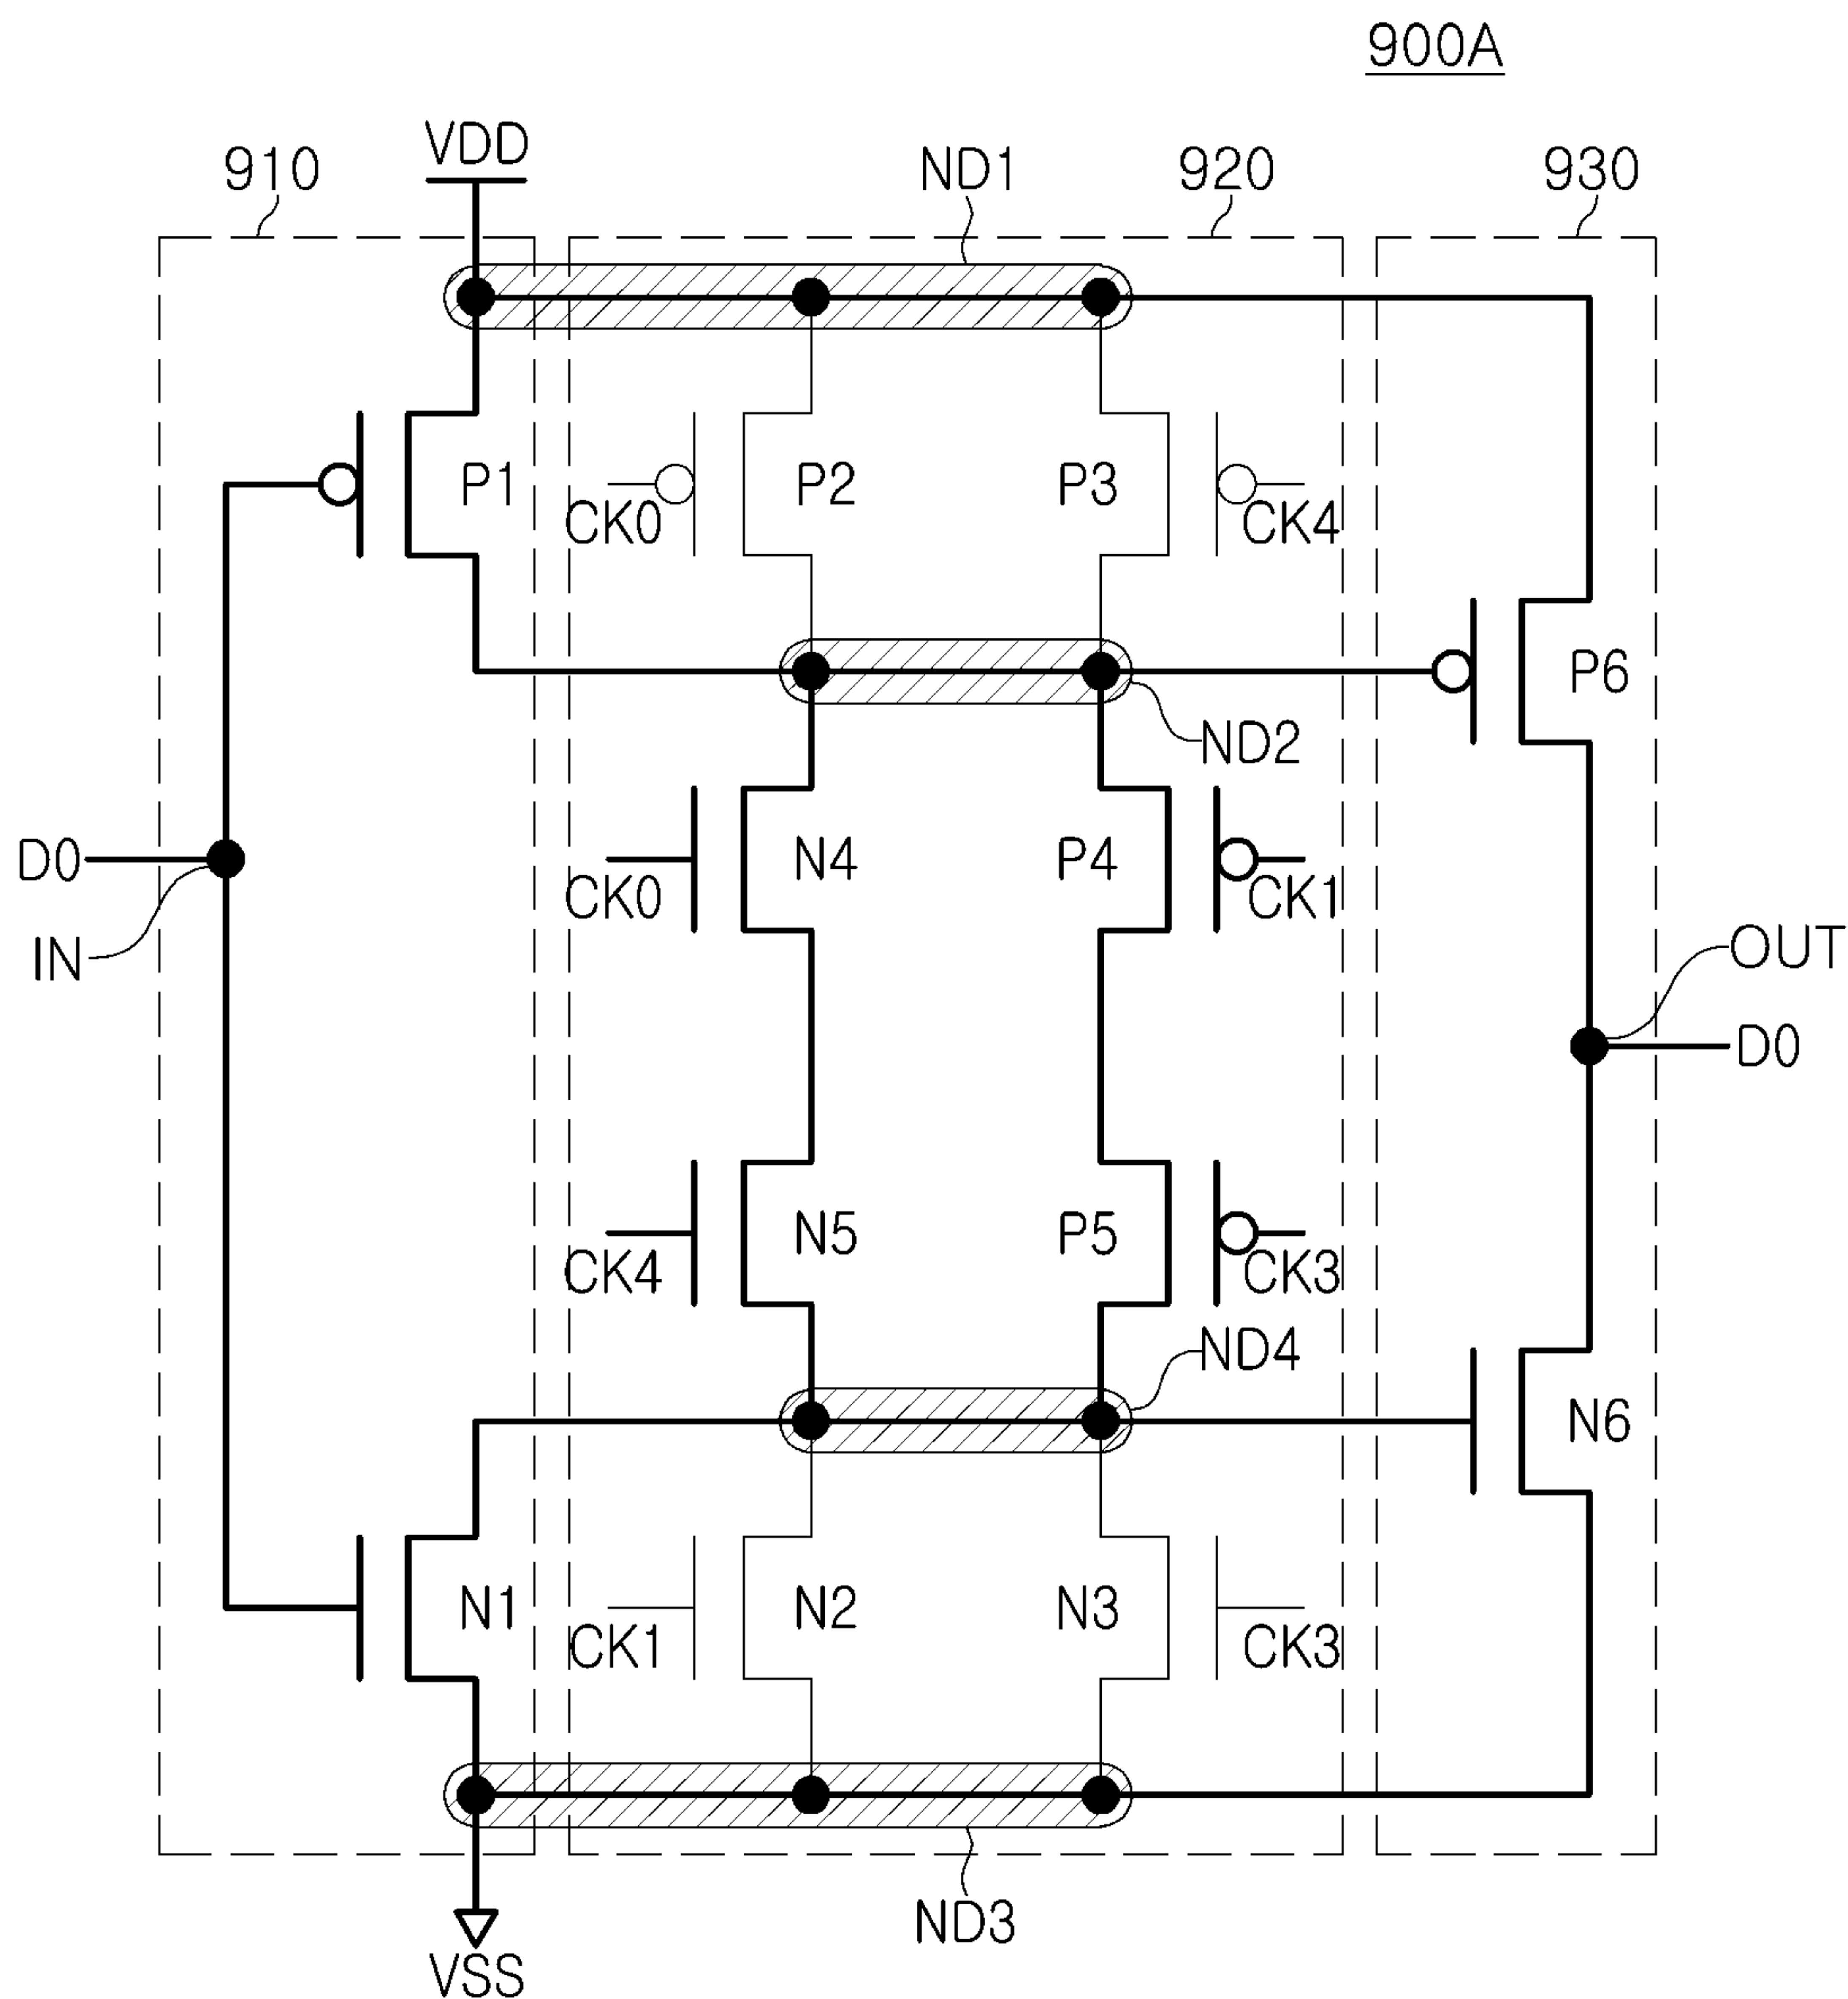 900A
VDD
910
ND1
920
930
P1
P2
P3
CK0
CK4
P6
ND2
D0
N4
P4
CK0
CK1
IN
OUT
D0
N5
P5
CK4
CK3
ND4
N6
N1
N2
N3
CK1
CK3
ND3
VSS